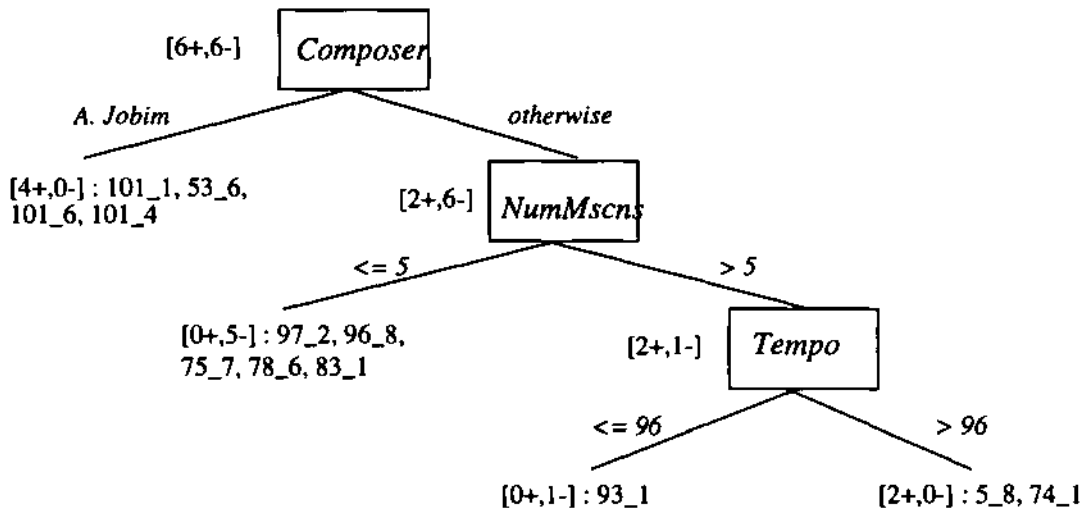 [6+,6-] Composer
A. Jobim otherwise
[4+,0-] : 101_1, 53_6,
101_6, 101_4
[2+,6-] NumMscns
<= 5 > 5
[0+,5-] : 97_2, 96_8,
75_7, 78_6, 83_1
[2+,1-] Tempo
<= 96 > 96
[0+,1-] : 93_1 [2+,0-] : 5_8, 74_1